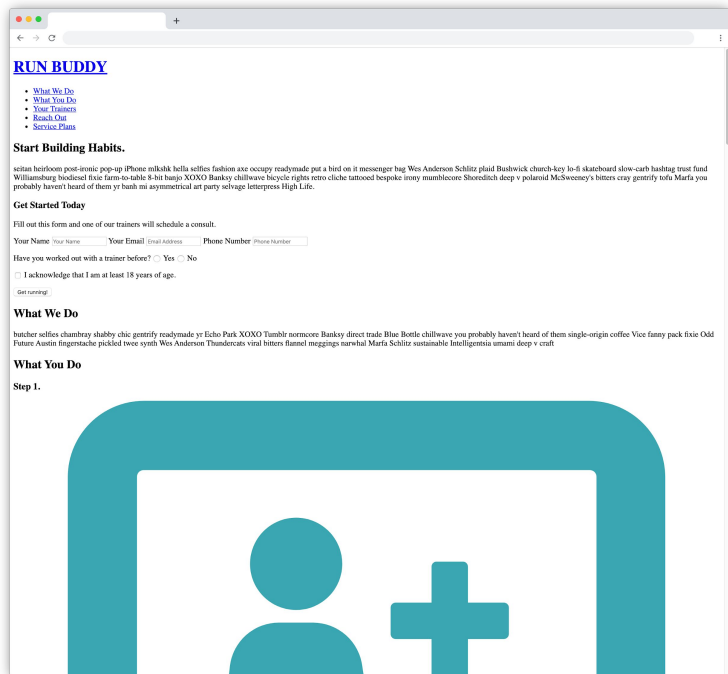 RUN BUDDY
What We Do
What You Do
Your Trainers
Reach Out
Service Plans
Start Building Habits.
seitan heirloom post-ironic pop-up iPhone mlkshk hella selfies fashion axe occupy readymade put a bird on it messenger bag Wes Anderson Schlitz plaid Bushwick church-key lo-fi skateboard slow-carb hashtag trust fund
Williamsburg biodiesel fixie farm-to-table 8-bit banjo XOXO Banksy chillwave bicycle rights retro cliche tattooed bespoke irony mumblecore Shoreditch deep v polaroid McSweeney's bitters cray gentrify tofu Marfa you
probably haven't heard of them yr banh mi asymmetrical art party selvage letterpress High Life.
Get Started Today
Fill out this form and one of our trainers will schedule a consult.
Your Name Your Name Your Email Email Address Phone Number Phone Number
Have you worked out with a trainer before? Yes No
I acknowledge that I am at least 18 years of age.
Get running!
What We Do
butcher selfies chambray shabby chic gentrify readymade yr Echo Park XOXO Tumblr normcore Banksy direct trade Blue Bottle chillwave you probably haven't heard of them single-origin coffee Vice fanny pack fixie Odd
Future Austin fingerstache pickled twee synth Wes Anderson Thundercats viral bitters flannel meggings narwhal Marfa Schlitz sustainable Intelligentsia umami deep v craft
What You Do
Step 1.